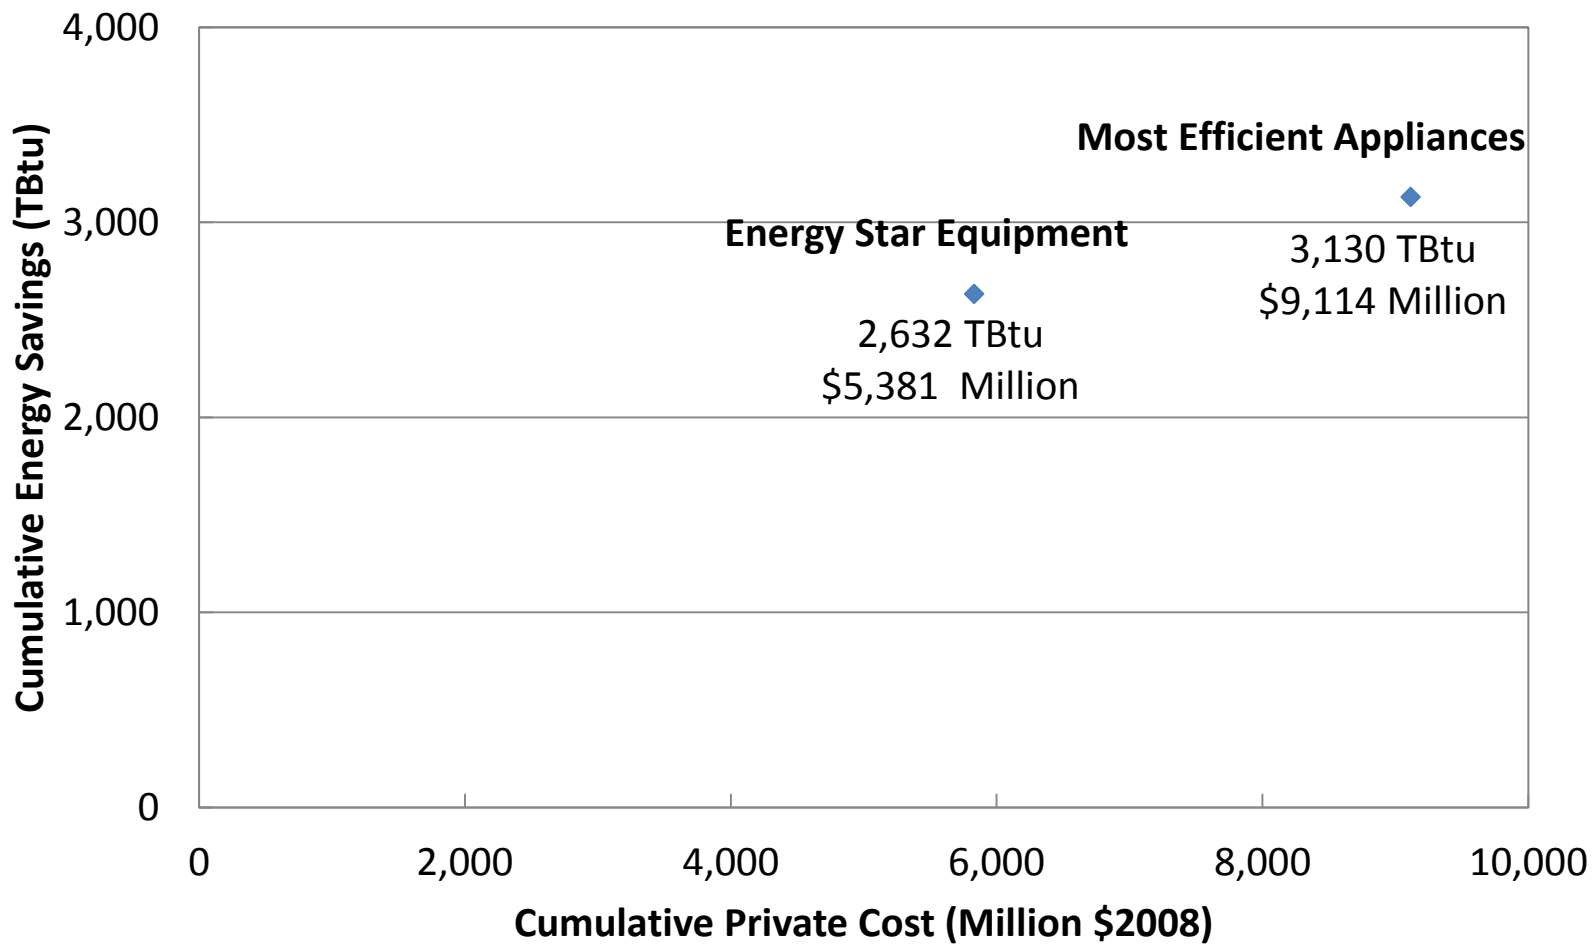 4,000
Most Efficient Appliances
3,000
Energy Star Equipment
3,130 TBtu
$9,114 Million
2,632 TBtu
$5,381  Million
2,000
1,000
0
0
2,000
4,000
6,000
8,000
10,000
Cumulative Energy Savings (TBtu)
Cumulative Private Cost (Million $2008)